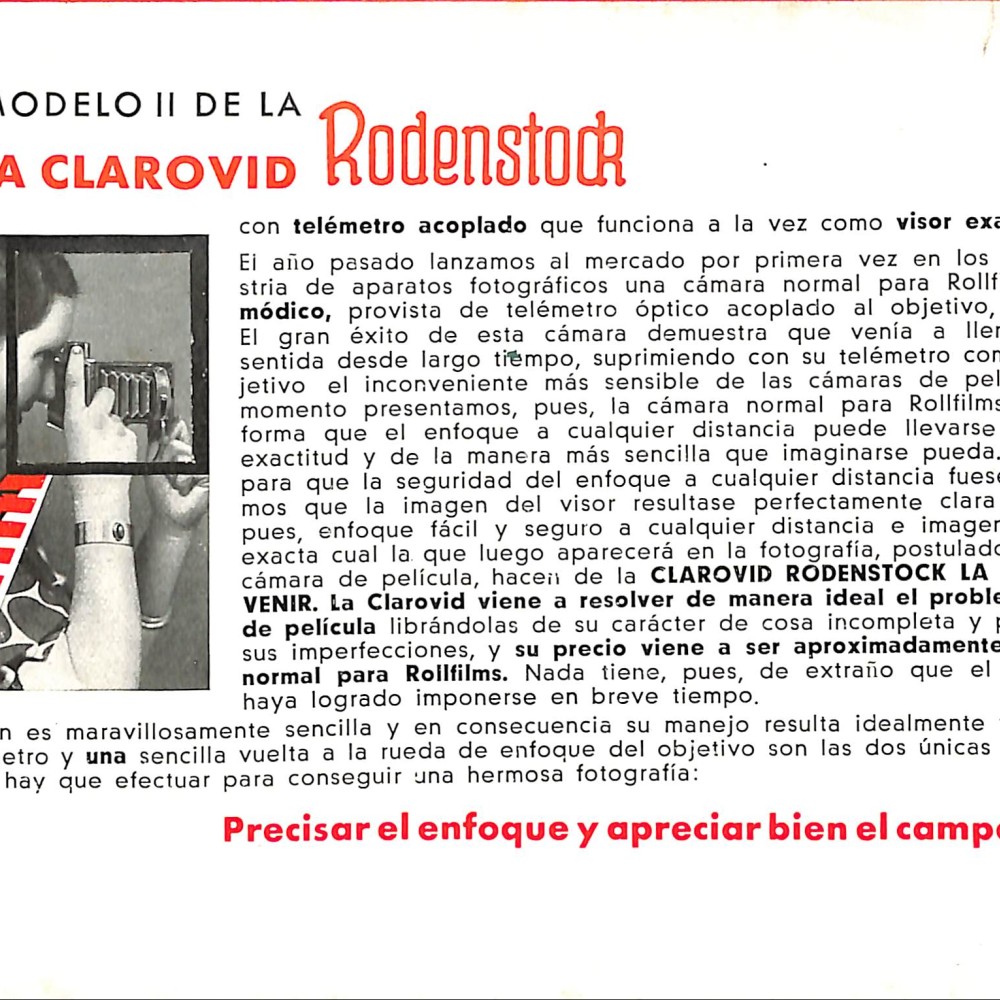 MODELO II DE LA
A CLAROVID Rodenstock
con telémetro acoplado que funciona a la vez como visor exa
El año pasado lanzamos al mercado por primera vez en los
stria de aparatos fotográficos una cámara normal para Rollf
módico, provista de telémetro óptico acoplado al objetivo,
El gran éxito de esta cámara demuestra que venía a llen
sentida desde largo tiempo, suprimiendo con su telémetro con
jetivo el inconveniente más sensible de las cámaras de pel
momento presentamos, pues, la cámara normal para Rollfilms
forma que el enfoque a cualquier distancia puede llevarse
exactitud y de la manera más sencilla que imaginarse pueda.
para que la seguridad del enfoque a cualquier distancia fuese
mos que la imagen del visor resultase perfectamente clara
pues, enfoque fácil y seguro a cualquier distancia e imagen
exacta cual la que luego aparecerá en la fotografía, postulado
cámara de película, hacen de la CLAROVID RODENSTOCK LA
VENIR. La Clarovid viene a resolver de manera ideal el proble
de película librándolas de su carácter de cosa incompleta y p
sus imperfecciones, y su precio viene a ser aproximadamente
normal para Rollfilms. Nada tiene, pues, de extraño que el
haya logrado imponerse en breve tiempo.
n es maravillosamente sencilla y en consecuencia su manejo resulta idealmente
etro y una sencilla vuelta a la rueda de enfoque del objetivo son las dos únicas
hay que efectuar para conseguir una hermosa fotografía:
Precisar el enfoque y apreciar bien el campo